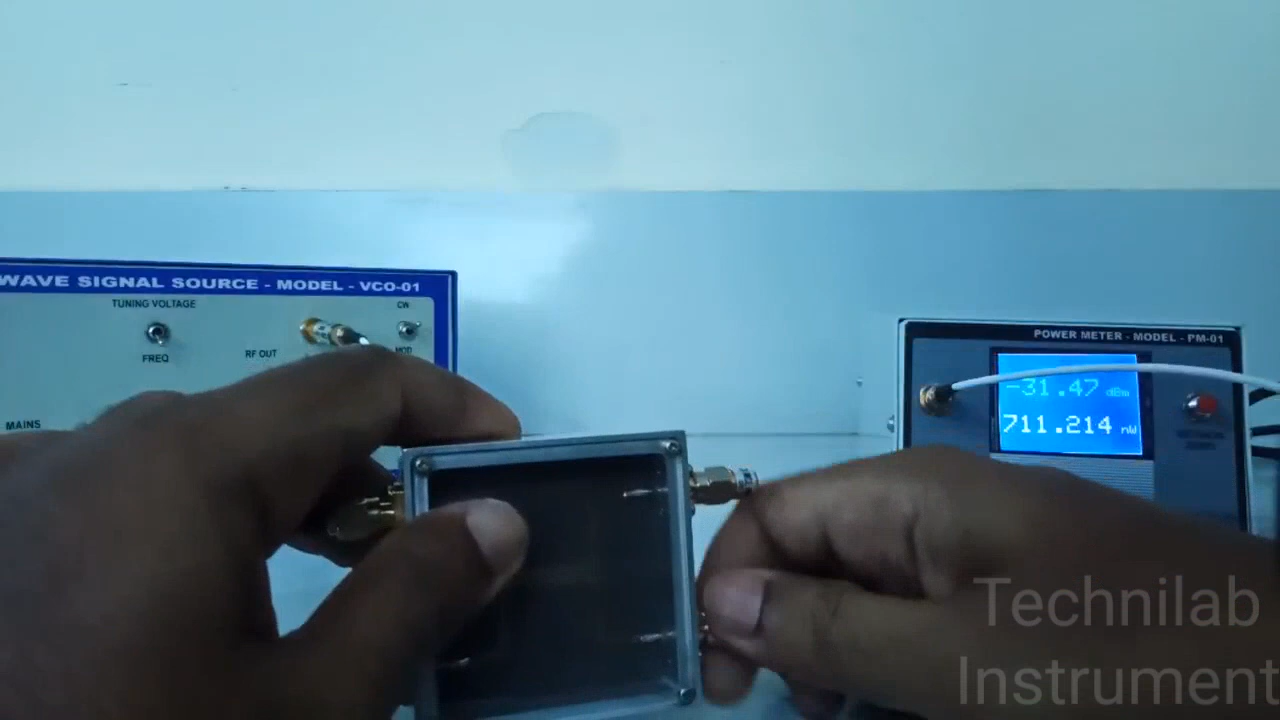 WAVE SIGNAL SOURCE - MODEL - VCO-01
TUNING VOLTAGE
CW
FREQ
RF OUT
MOD
MAINS
POWER METER - MODEL - PM-01
-31.47 dBm
711.214 nW
Technilab
Instrument